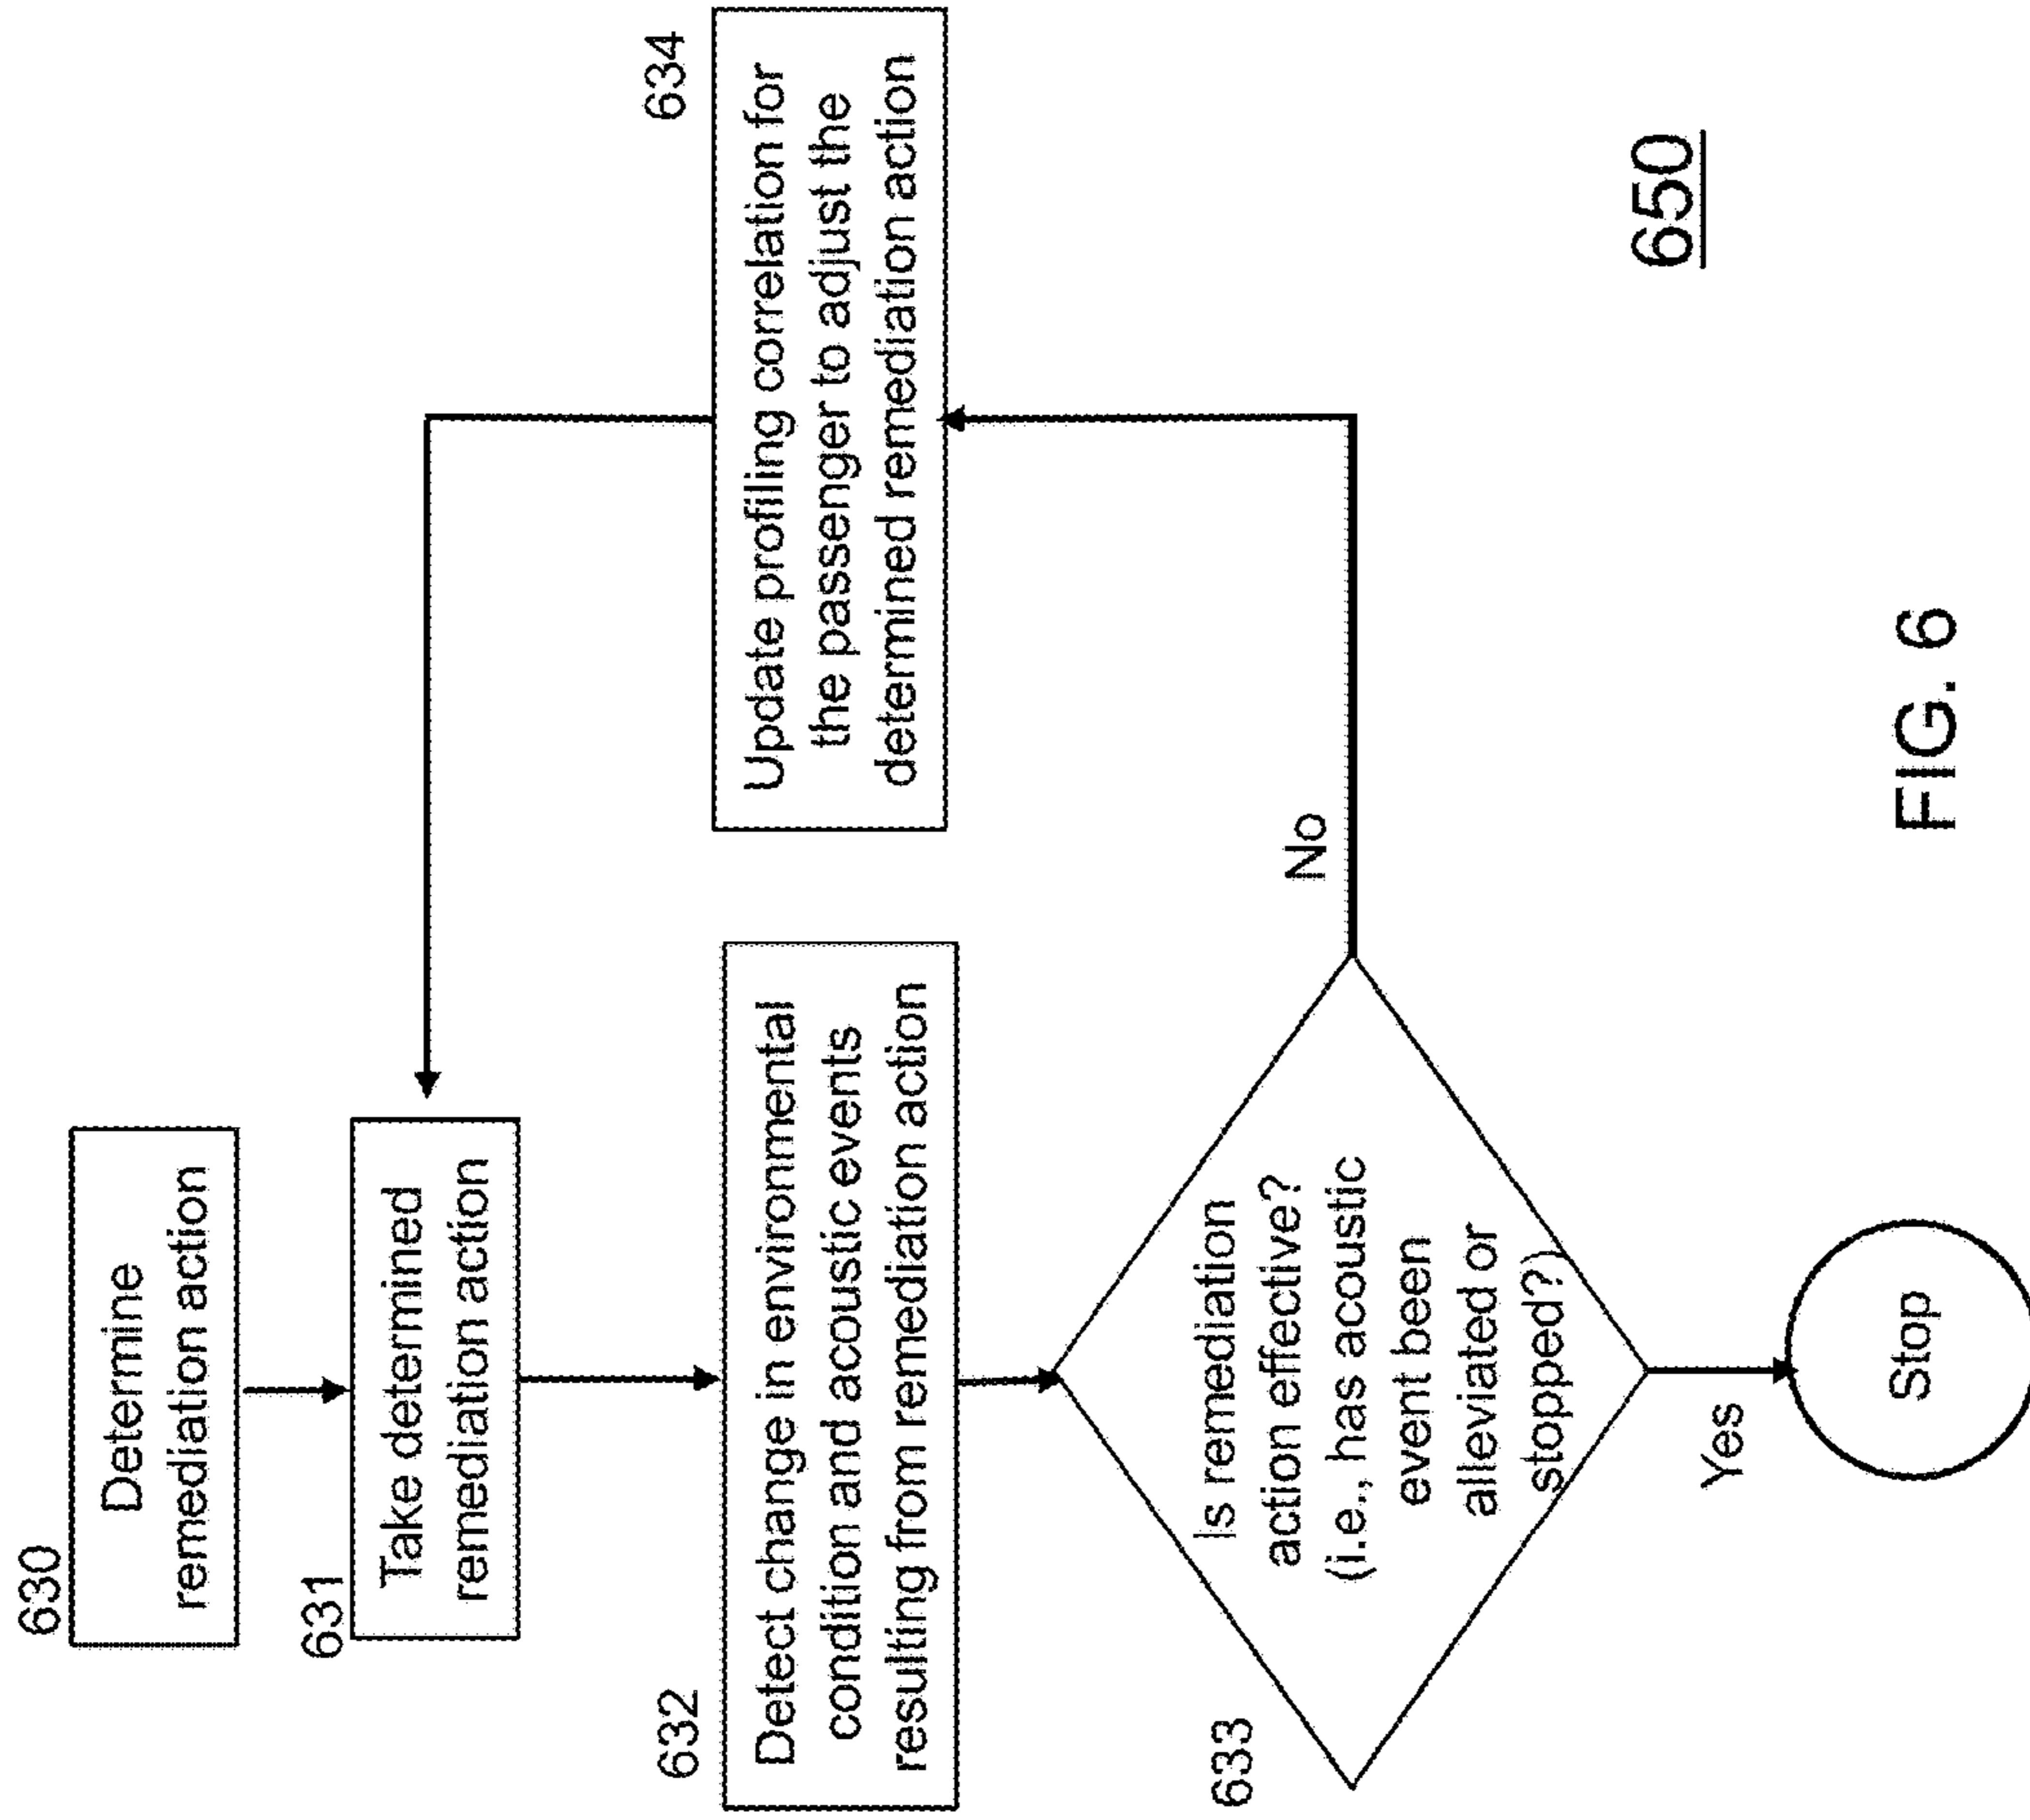 630
Determine
remediation action
631
Take determined
remediation action
632
Detect change in environmental
condition and acoustic events
resulting from remediation action
634
Update profiling correlation for
the passenger to adjust the
determined remediation action
633
Is remediation
action effective?
(i.e., has acoustic
event been
alleviated or
stopped?)
No
Yes
Stop
650
FIG. 6